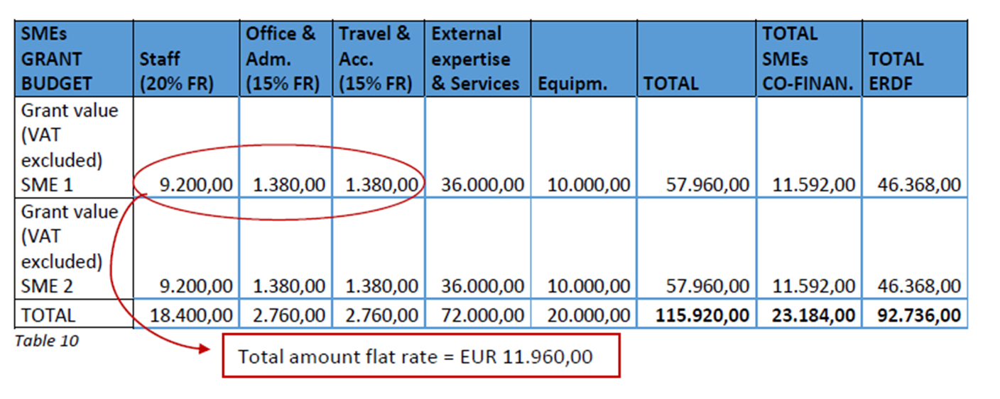 SMEs GRANT BUDGET | Staff (20% FR) | Office & Adm. (15% FR) | Travel & Acc. (15% FR) | External expertise & Services | Equipm. | TOTAL | TOTAL SMEs CO-FINAN. | TOTAL ERDF
Grant value (VAT excluded) SME 1 | 9.200,00 | 1.380,00 | 1.380,00 | 36.000,00 | 10.000,00 | 57.960,00 | 11.592,00 | 46.368,00
Grant value (VAT excluded) SME 2 | 9.200,00 | 1.380,00 | 1.380,00 | 36.000,00 | 10.000,00 | 57.960,00 | 11.592,00 | 46.368,00
TOTAL | 18.400,00 | 2.760,00 | 2.760,00 | 72.000,00 | 20.000,00 | 115.920,00 | 23.184,00 | 92.736,00
Table 10
Total amount flat rate = EUR 11.960,00